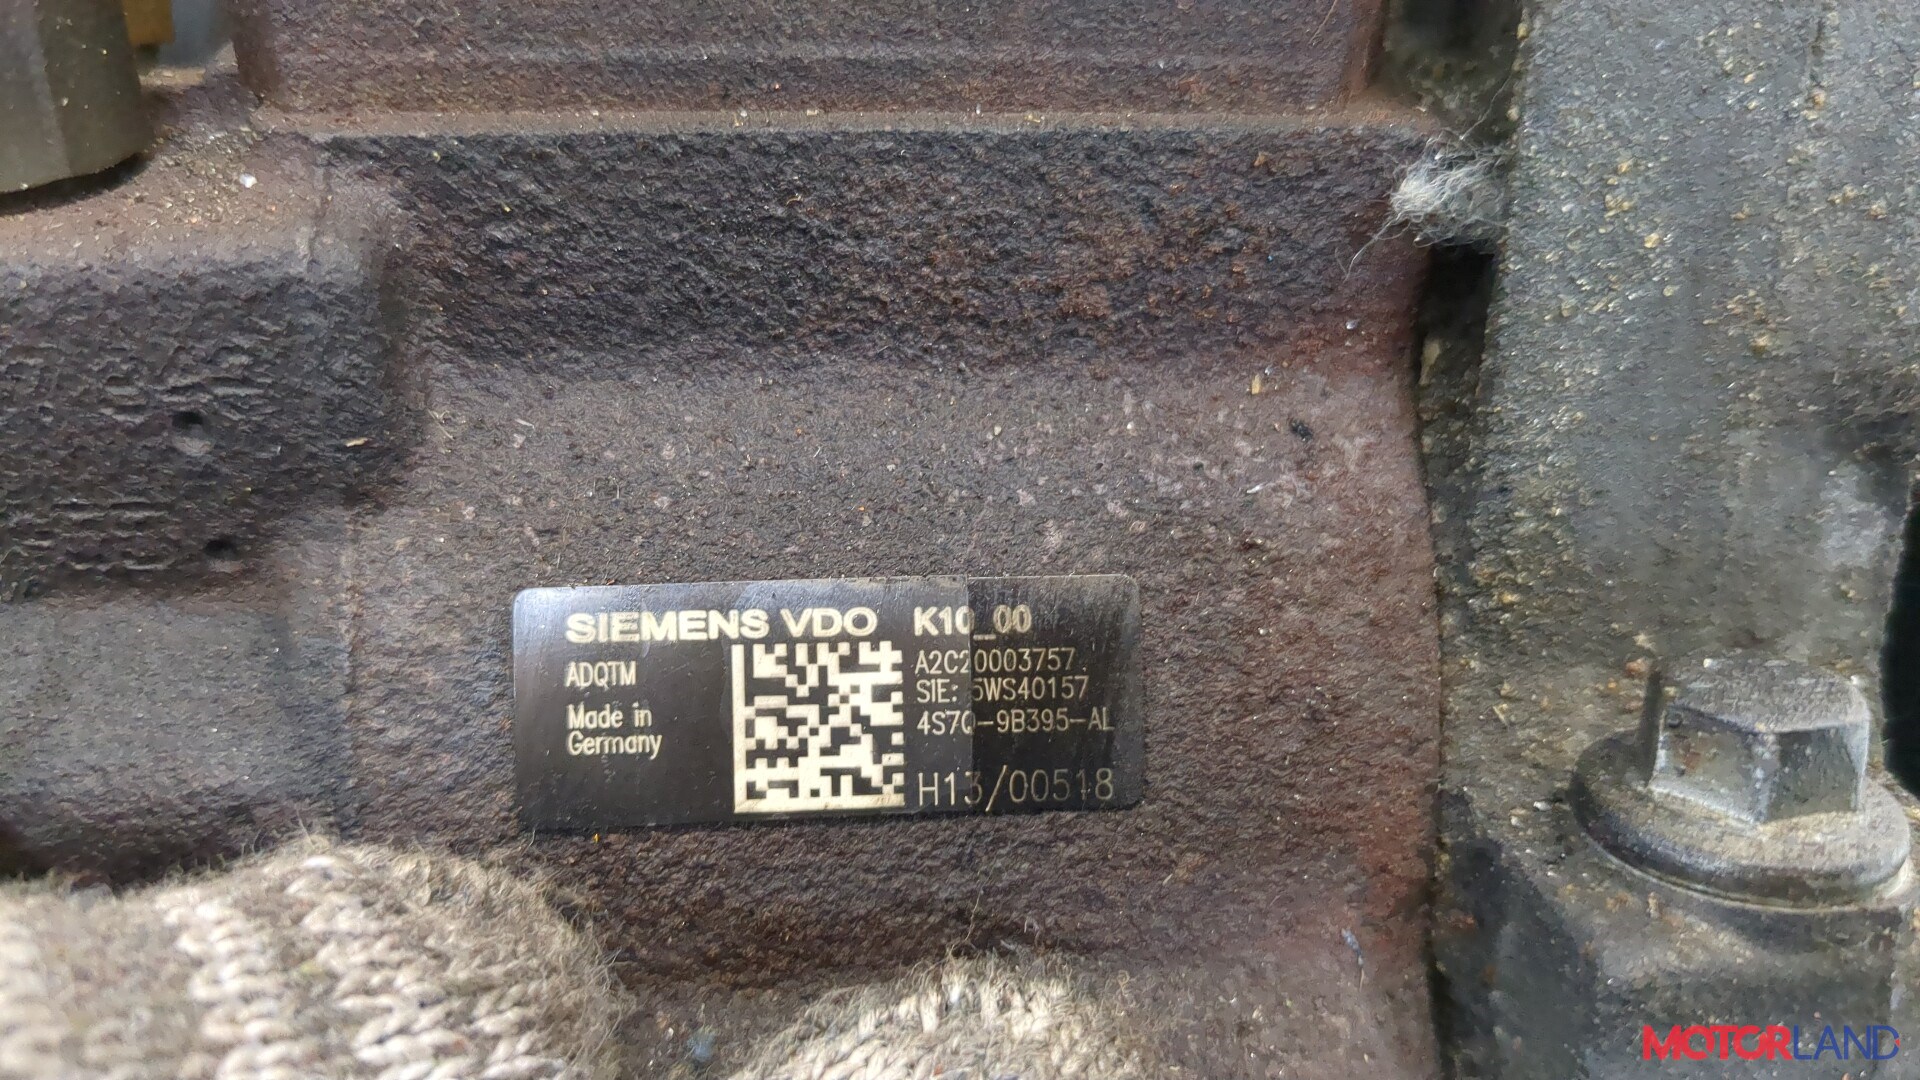 SIEMENS VDO K10_00
ADQTM
Made in
Germany
A2C20003757
SIE: 5WS40157
4S7Q-9B395-AL
H13/00518
MOTORLAND